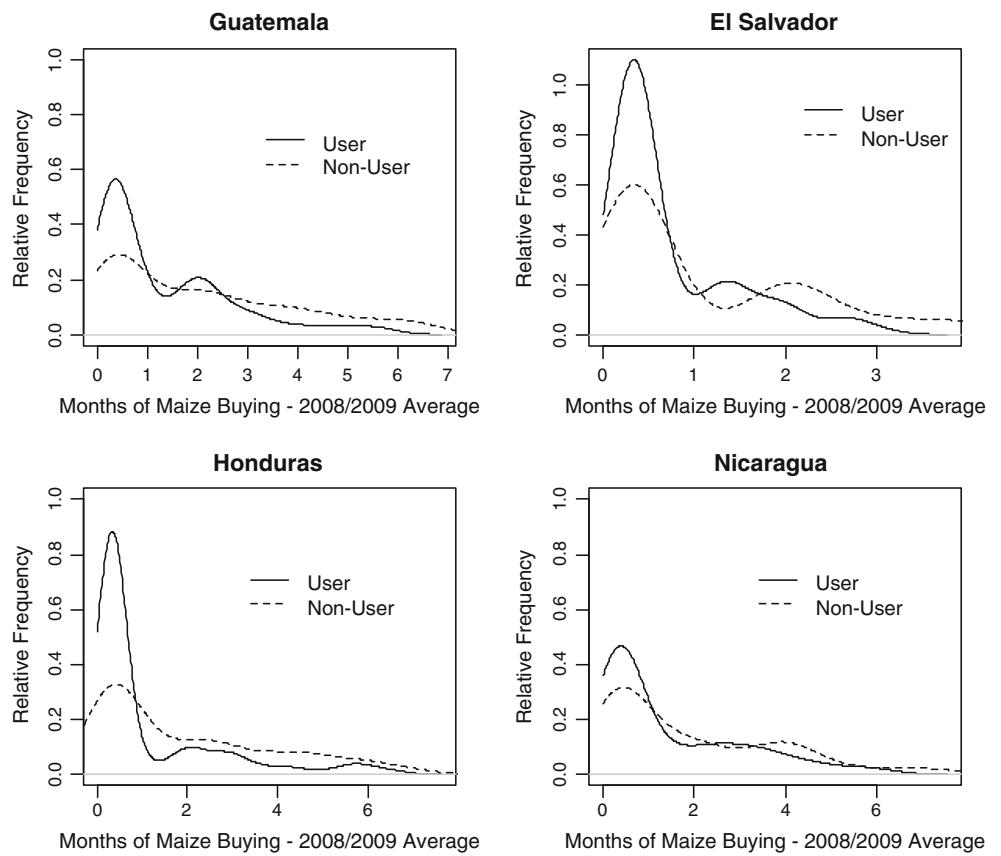 Guatemala
Relative Frequency
0.0 0.2 0.4 0.6 0.8 1.0
User
Non-User
0 1 2 3 4 5 6 7
Months of Maize Buying - 2008/2009 Average
El Salvador
Relative Frequency
0.0 0.2 0.4 0.6 0.8 1.0
User
Non-User
0 1 2 3
Months of Maize Buying - 2008/2009 Average
Honduras
Relative Frequency
0.0 0.2 0.4 0.6 0.8 1.0
User
Non-User
0 2 4 6
Months of Maize Buying - 2008/2009 Average
Nicaragua
Relative Frequency
0.0 0.2 0.4 0.6 0.8 1.0
User
Non-User
0 2 4 6
Months of Maize Buying - 2008/2009 Average